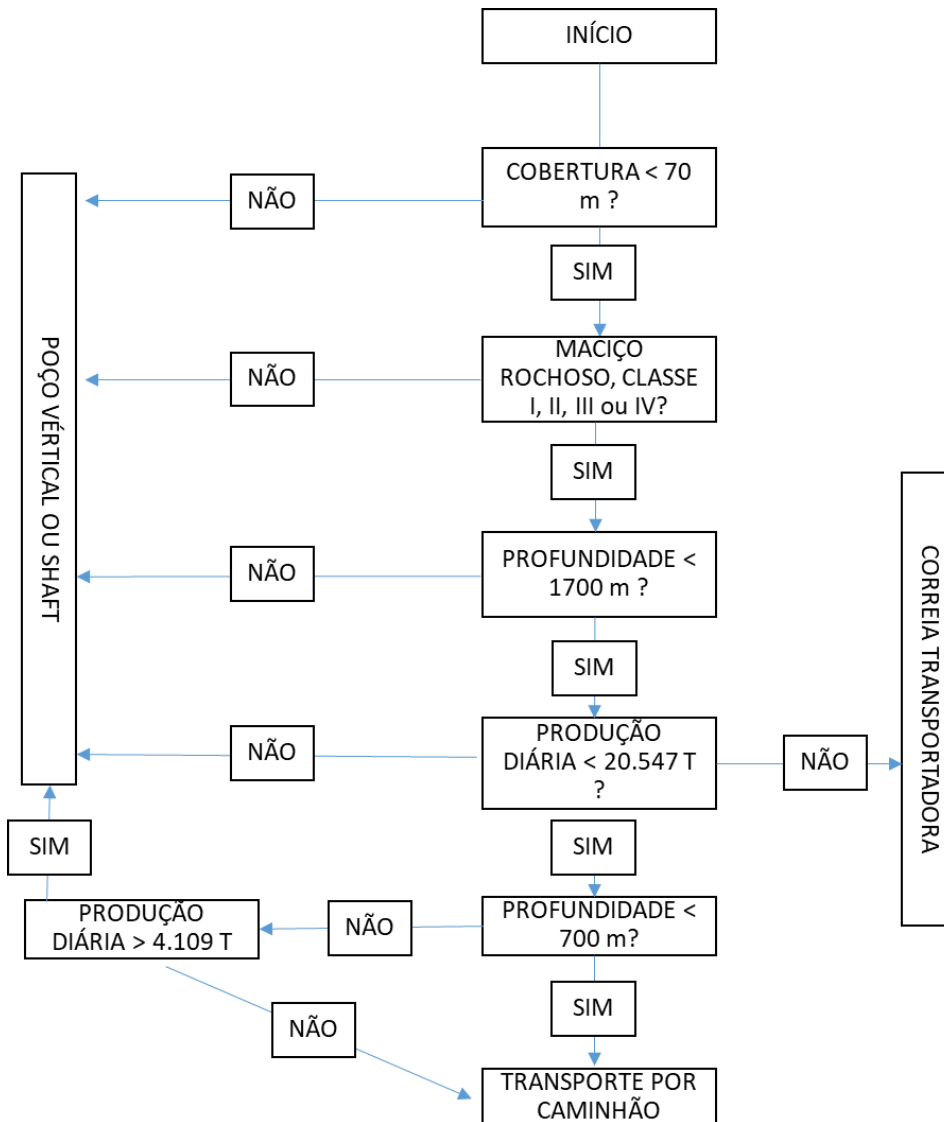 INÍCIO
COBERTURA < 70
m ?
NÃO
SIM
MACIÇO
ROCHOSO, CLASSE
I, II, III ou IV?
NÃO
SIM
PROFUNDIDADE <
1700 m ?
NÃO
SIM
PRODUÇÃO
DIÁRIA < 20.547 T
?
NÃO
NÃO
SIM
PROFUNDIDADE <
700 m?
NÃO
PRODUÇÃO
DIÁRIA > 4.109 T
SIM
NÃO
SIM
TRANSPORTE POR
CAMINHÃO
POÇO VÉRTICAL OU SHAFT
CORREIA TRANSPORTADORA